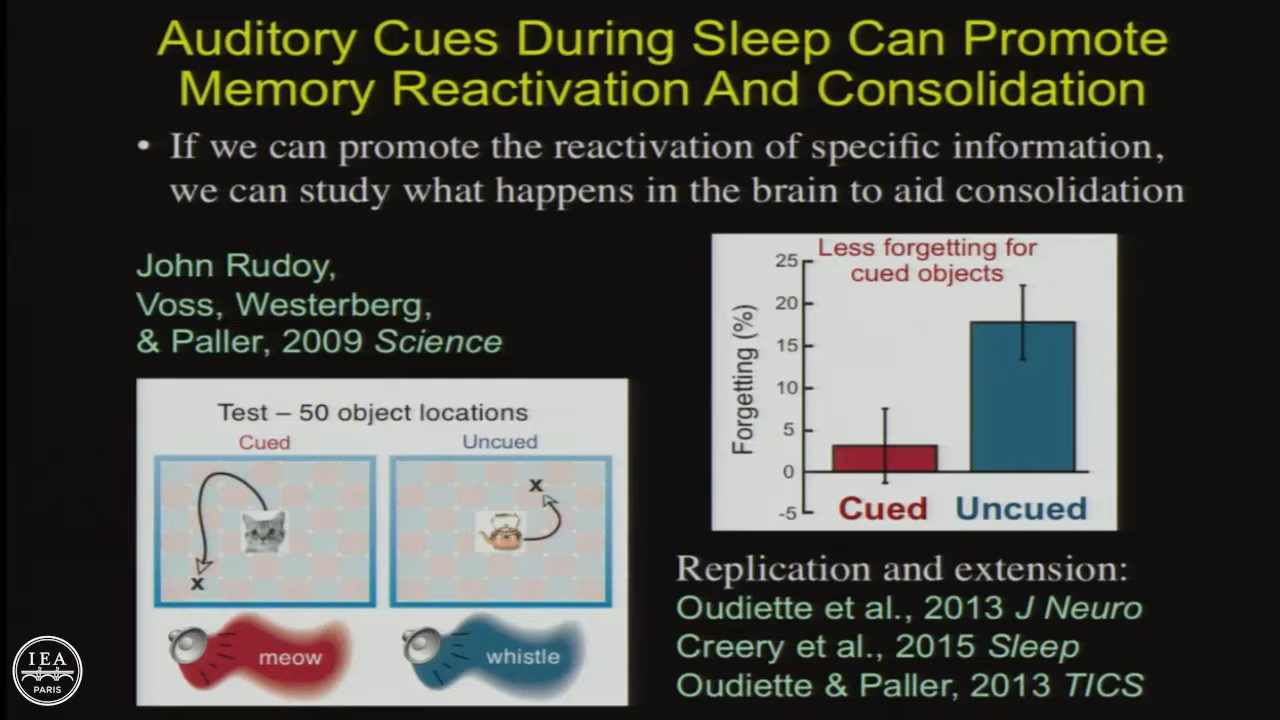 Auditory Cues During Sleep Can Promote
Memory Reactivation And Consolidation
• If we can promote the reactivation of specific information,
we can study what happens in the brain to aid consolidation
John Rudoy,
Voss, Westerberg,
& Paller, 2009 Science
Test – 50 object locations
Cued
Uncued
x
x
meow
whistle
Less forgetting for
cued objects
Forgetting (%)
25
20
15
10
5
0
-5
Cued
Uncued
Replication and extension:
Oudiette et al., 2013 J Neuro
Creery et al., 2015 Sleep
Oudiette & Paller, 2013 TICS
IEA
PARIS